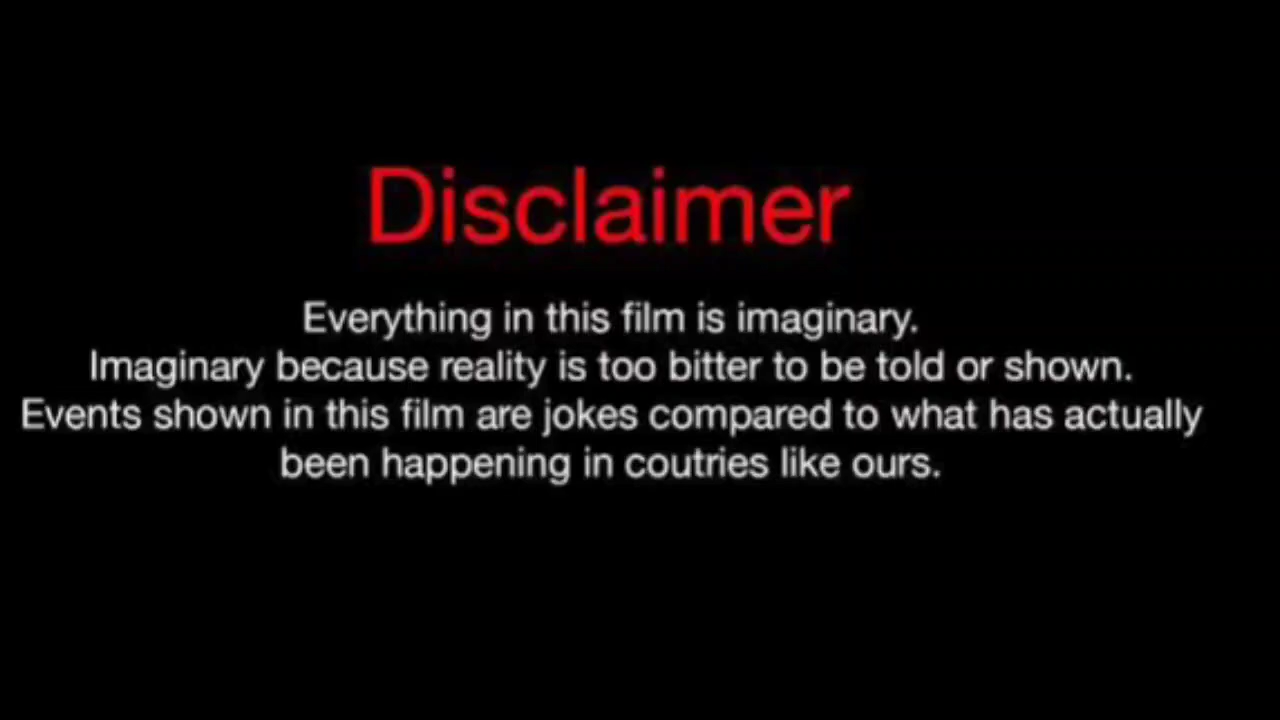 Disclaimer
Everything in this film is imaginary.
Imaginary because reality is too bitter to be told or shown.
Events shown in this film are jokes compared to what has actually
been happening in coutries like ours.